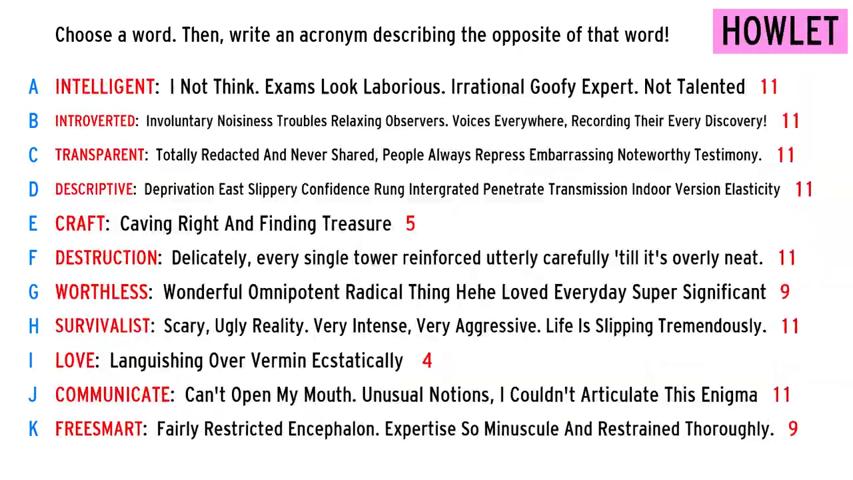 Choose a word. Then, write an acronym describing the opposite of that word! HOWLET
A INTELLIGENT: I Not Think. Exams Look Laborious. Irrational Goofy Expert. Not Talented 11
B INTROVERTED: Involuntary Noisiness Troubles Relaxing Observers. Voices Everywhere, Recording Their Every Discovery! 11
C TRANSPARENT: Totally Redacted And Never Shared, People Always Repress Embarrassing Noteworthy Testimony. 11
D DESCRIPTIVE: Deprivation East Slippery Confidence Rung Intergrated Penetrate Transmission Indoor Version Elasticity 11
E CRAFT: Caving Right And Finding Treasure 5
F DESTRUCTION: Delicately, every single tower reinforced utterly carefully 'till it's overly neat. 11
G WORTHLESS: Wonderful Omnipotent Radical Thing Hehe Loved Everyday Super Significant 9
H SURVIVALIST: Scary, Ugly Reality. Very Intense, Very Aggressive. Life Is Slipping Tremendously. 11
I LOVE: Languishing Over Vermin Ecstatically 4
J COMMUNICATE: Can't Open My Mouth. Unusual Notions, I Couldn't Articulate This Enigma 11
K FREESMART: Fairly Restricted Encephalon. Expertise So Minuscule And Restrained Thoroughly. 9